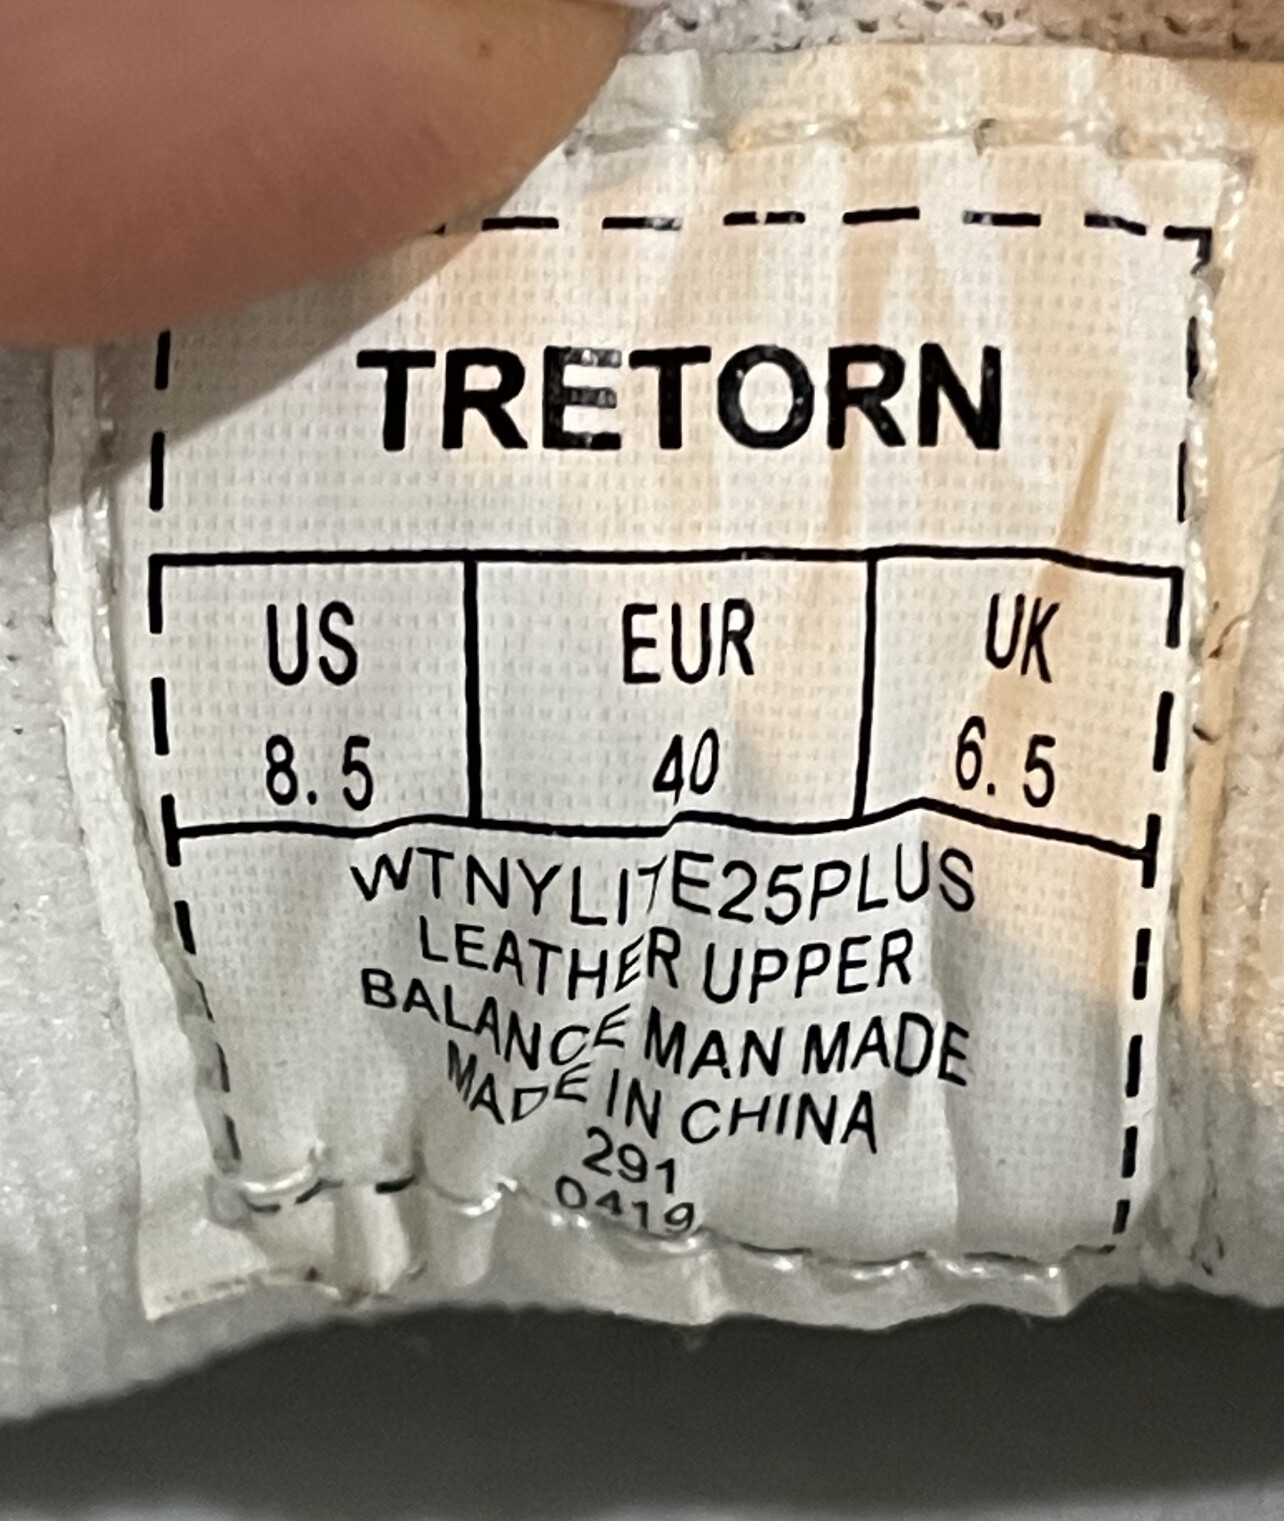 TRETORN
US EUR UK
8.5 40 6.5
WTNYLITE25PLUS
LEATHER UPPER
BALANCE MAN MADE
MADE IN CHINA
291
0419